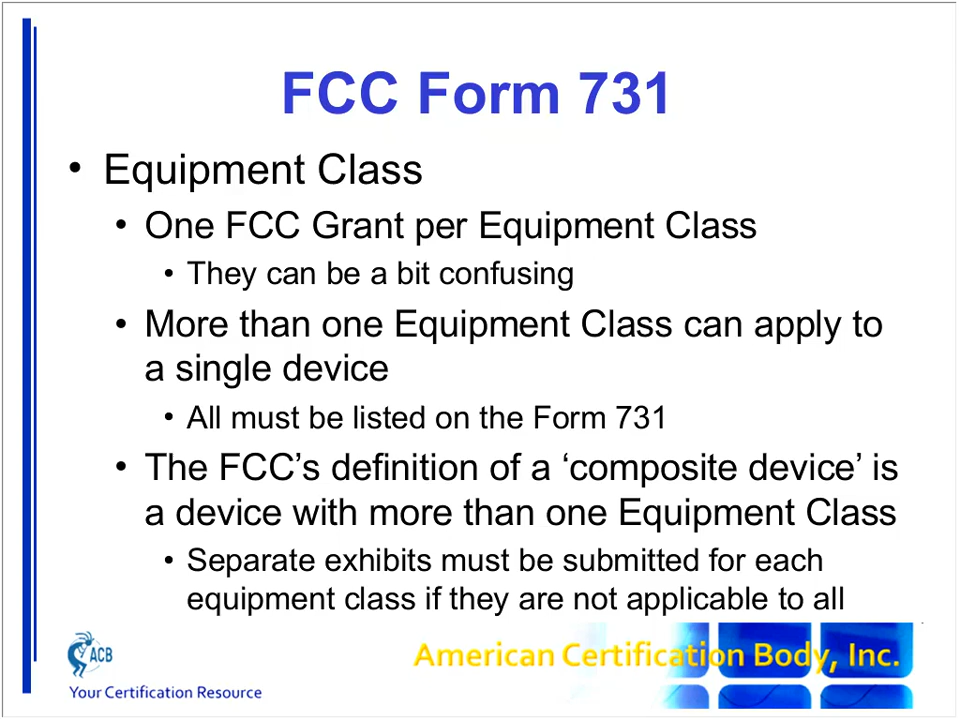 FCC Form 731
• Equipment Class
• One FCC Grant per Equipment Class
• They can be a bit confusing
• More than one Equipment Class can apply to
a single device
• All must be listed on the Form 731
• The FCC’s definition of a ‘composite device’ is
a device with more than one Equipment Class
• Separate exhibits must be submitted for each
equipment class if they are not applicable to all
ACB
American Certification Body, Inc.
Your Certification Resource